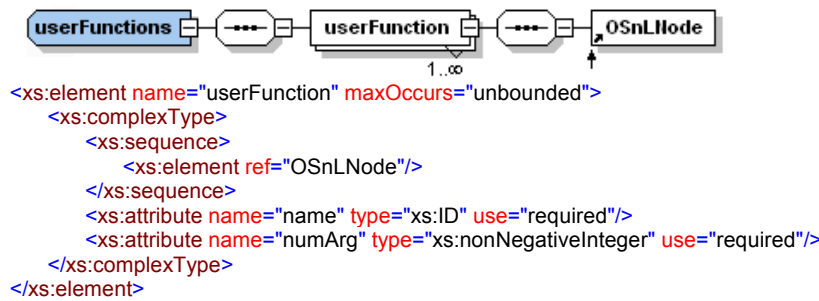 userFunctions userFunction OSnLNode
1..∞
<xs:element name="userFunction" maxOccurs="unbounded">
<xs:complexType>
<xs:sequence>
<xs:element ref="OSnLNode"/>
</xs:sequence>
<xs:attribute name="name" type="xs:ID" use="required"/>
<xs:attribute name="numArg" type="xs:nonNegativeInteger" use="required"/>
</xs:complexType>
</xs:element>